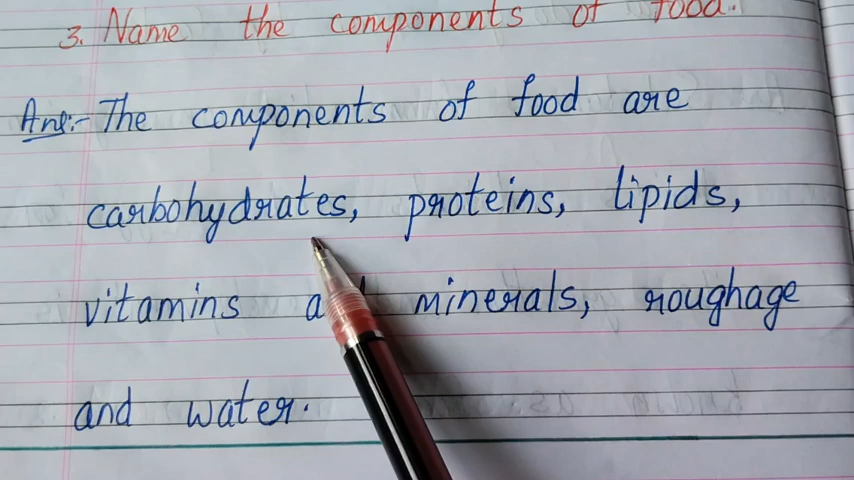 3. Name the components of food.
Ans:- The components of food are
carbohydrates, proteins, lipids,
vitamins minerals, roughage
and water.